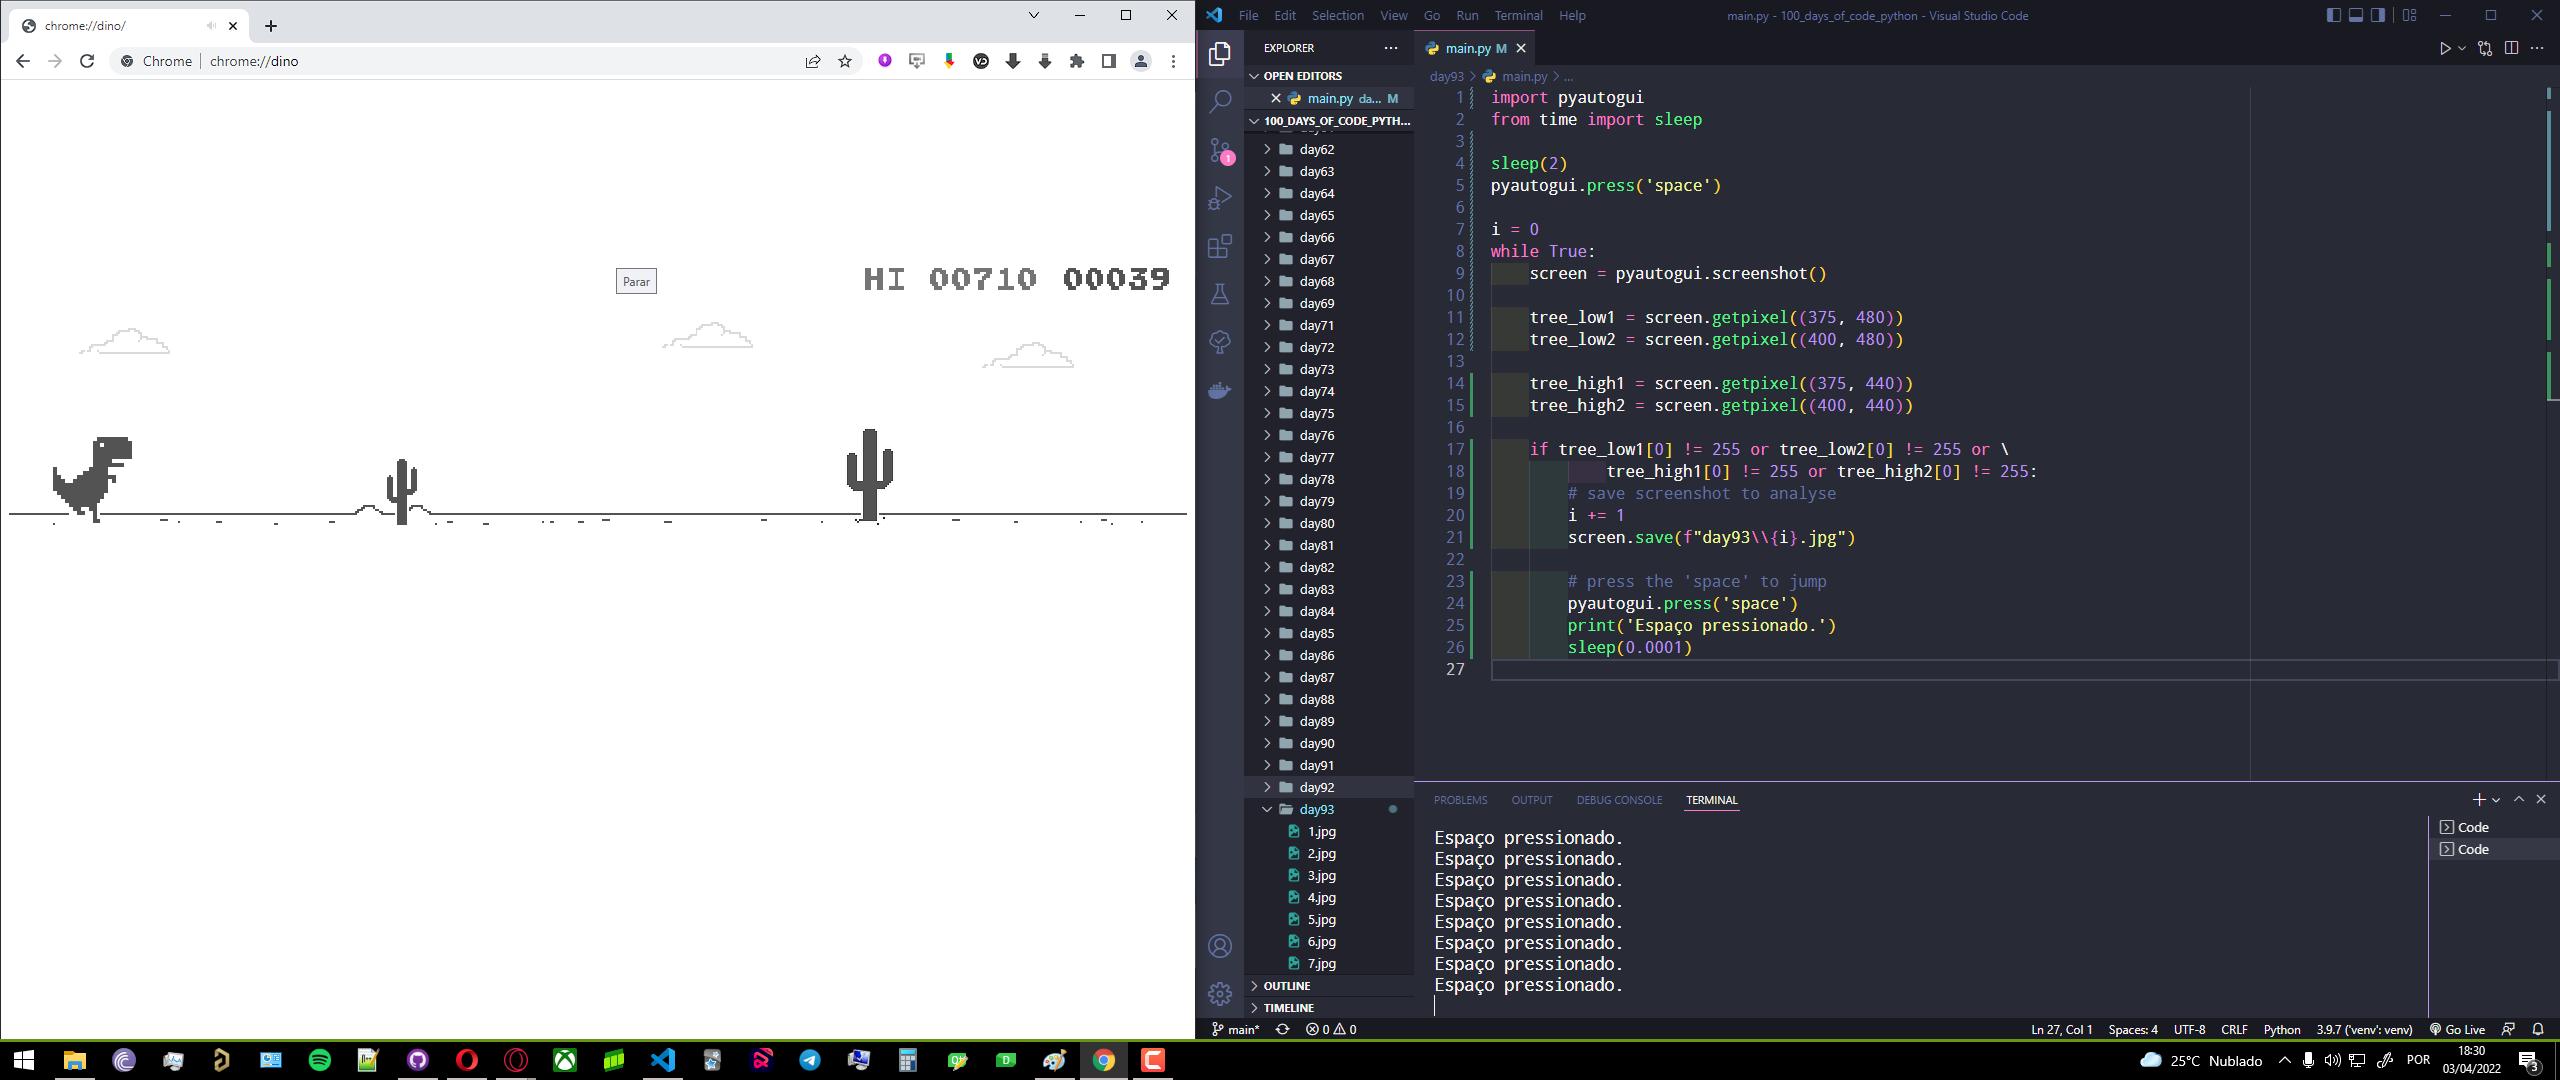 chrome://dino/
Chrome | chrome://dino
Parar
HI 00710 00039
File Edit Selection View Go Run Terminal Help
main.py - 100_days_of_code_python - Visual Studio Code
EXPLORER
OPEN EDITORS
main.py da... M
100_DAYS_OF_CODE_PYTH...
day62
day63
day64
day65
day66
day67
day68
day69
day71
day72
day73
day74
day75
day76
day77
day78
day79
day80
day81
day82
day83
day84
day85
day86
day87
day88
day89
day90
day91
day92
day93
1.jpg
2.jpg
3.jpg
4.jpg
5.jpg
6.jpg
7.jpg
OUTLINE
TIMELINE
1
main.py M
day93 > main.py > ...
1 import pyautogui
2 from time import sleep
3
4 sleep(2)
5 pyautogui.press('space')
6
7 i = 0
8 while True:
9 screen = pyautogui.screenshot()
10
11 tree_low1 = screen.getpixel((375, 480))
12 tree_low2 = screen.getpixel((400, 480))
13
14 tree_high1 = screen.getpixel((375, 440))
15 tree_high2 = screen.getpixel((400, 440))
16
17 if tree_low1[0] != 255 or tree_low2[0] != 255 or \
18 tree_high1[0] != 255 or tree_high2[0] != 255:
19 # save screenshot to analyse
20 i += 1
21 screen.save(f"day93\\{i}.jpg")
22
23 # press the 'space' to jump
24 pyautogui.press('space')
25 print('Espaço pressionado.')
26 sleep(0.0001)
27
PROBLEMS OUTPUT DEBUG CONSOLE TERMINAL
Espaço pressionado.
Espaço pressionado.
Espaço pressionado.
Espaço pressionado.
Espaço pressionado.
Espaço pressionado.
Espaço pressionado.
Espaço pressionado.
Code
Code
main* 0 0 Ln 27, Col 1 Spaces: 4 UTF-8 CRLF Python 3.9.7 ('venv': venv) Go Live
25°C Nublado POR 18:30
03/04/2022 3